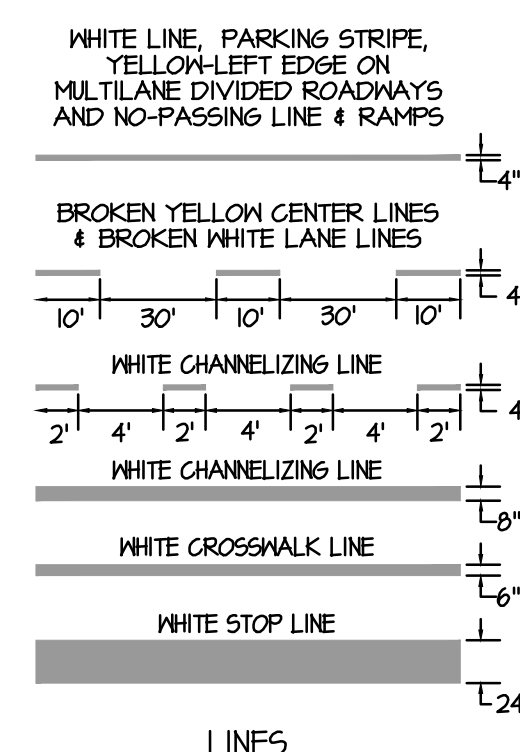 WHITE LINE, PARKING STRIPE,
YELLOW-LEFT EDGE ON
MULTILANE DIVIDED ROADWAYS
AND NO-PASSING LINE & RAMPS
4"
BROKEN YELLOW CENTER LINES
& BROKEN WHITE LANE LINES
4
10' 30' 10' 30' 10'
WHITE CHANNELIZING LINE
4
2' 4' 2' 4' 2' 4' 2'
WHITE CHANNELIZING LINE
8"
WHITE CROSSWALK LINE
6"
WHITE STOP LINE
24
LINES